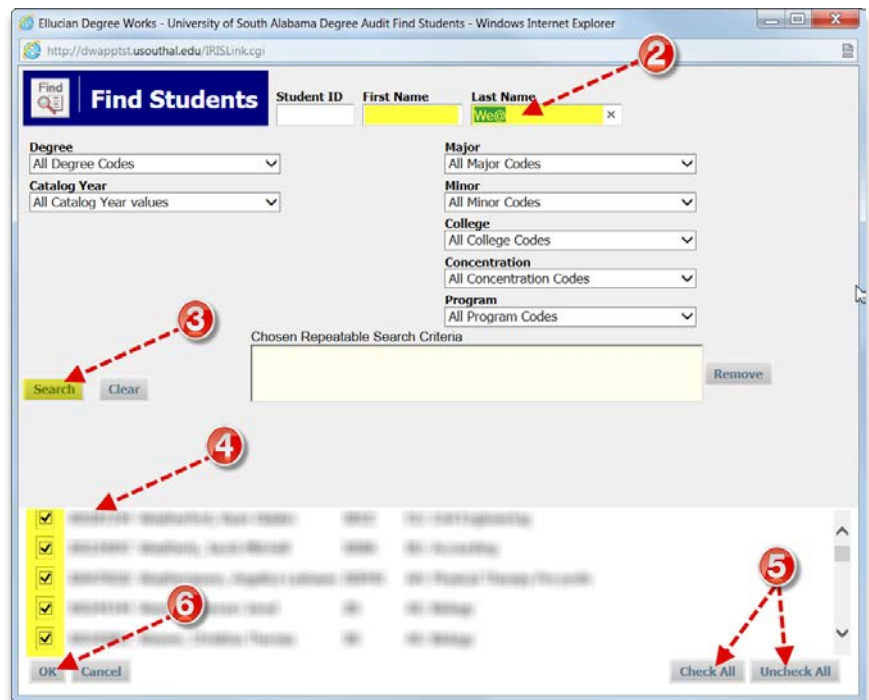 Ellucian Degree Works - University of South Alabama Degree Audit Find Students - Windows Internet Explorer
http://dwapptst.usouthal.edu/IRISLink.cgi
2
Find
Find Students
Student ID First Name Last Name
We@ ×
Degree Major
All Degree Codes All Major Codes
Catalog Year Minor
All Catalog Year values All Minor Codes
College
All College Codes
Concentration
All Concentration Codes
Program
3 All Program Codes
Chosen Repeatable Search Criteria
Remove
Search Clear
4
5
6
OK Cancel Check All Uncheck All